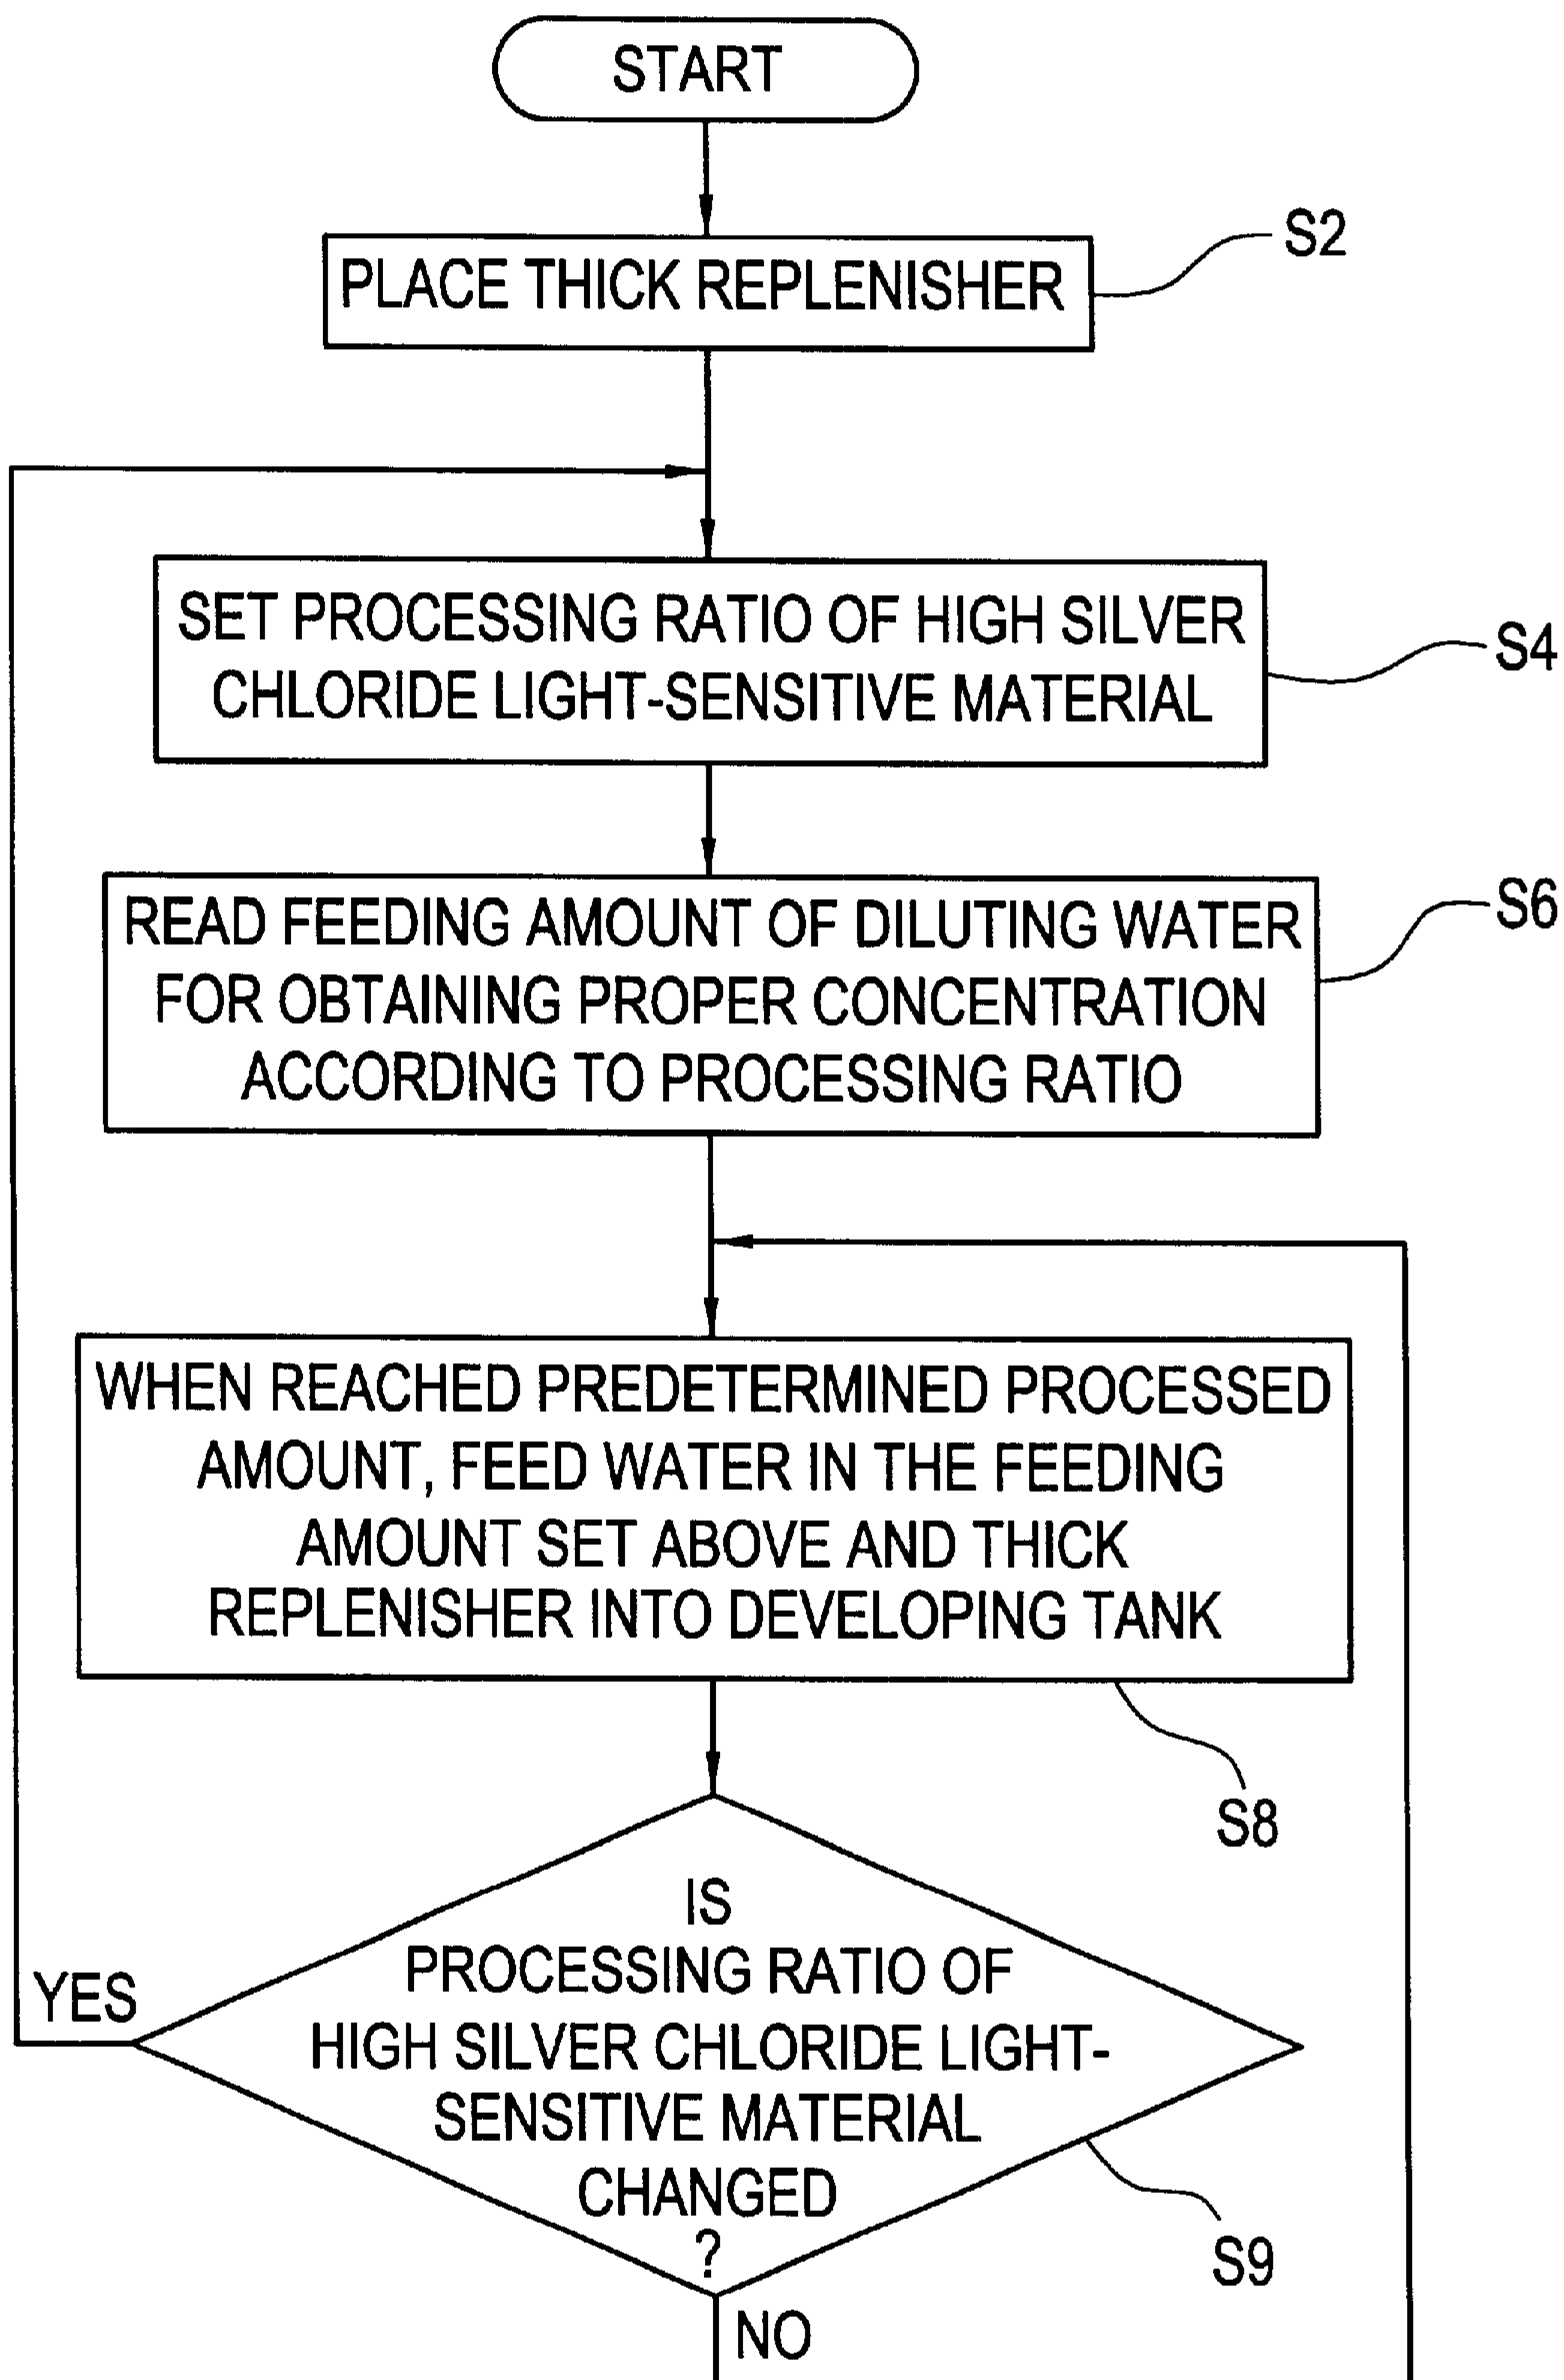 START
PLACE THICK REPLENISHER
S2
SET PROCESSING RATIO OF HIGH SILVER
CHLORIDE LIGHT-SENSITIVE MATERIAL
S4
READ FEEDING AMOUNT OF DILUTING WATER
FOR OBTAINING PROPER CONCENTRATION
ACCORDING TO PROCESSING RATIO
S6
WHEN REACHED PREDETERMINED PROCESSED
AMOUNT, FEED WATER IN THE FEEDING
AMOUNT SET ABOVE AND THICK
REPLENISHER INTO DEVELOPING TANK
S8
IS
PROCESSING RATIO OF
HIGH SILVER CHLORIDE LIGHT-
SENSITIVE MATERIAL
CHANGED
?
YES
S9
NO